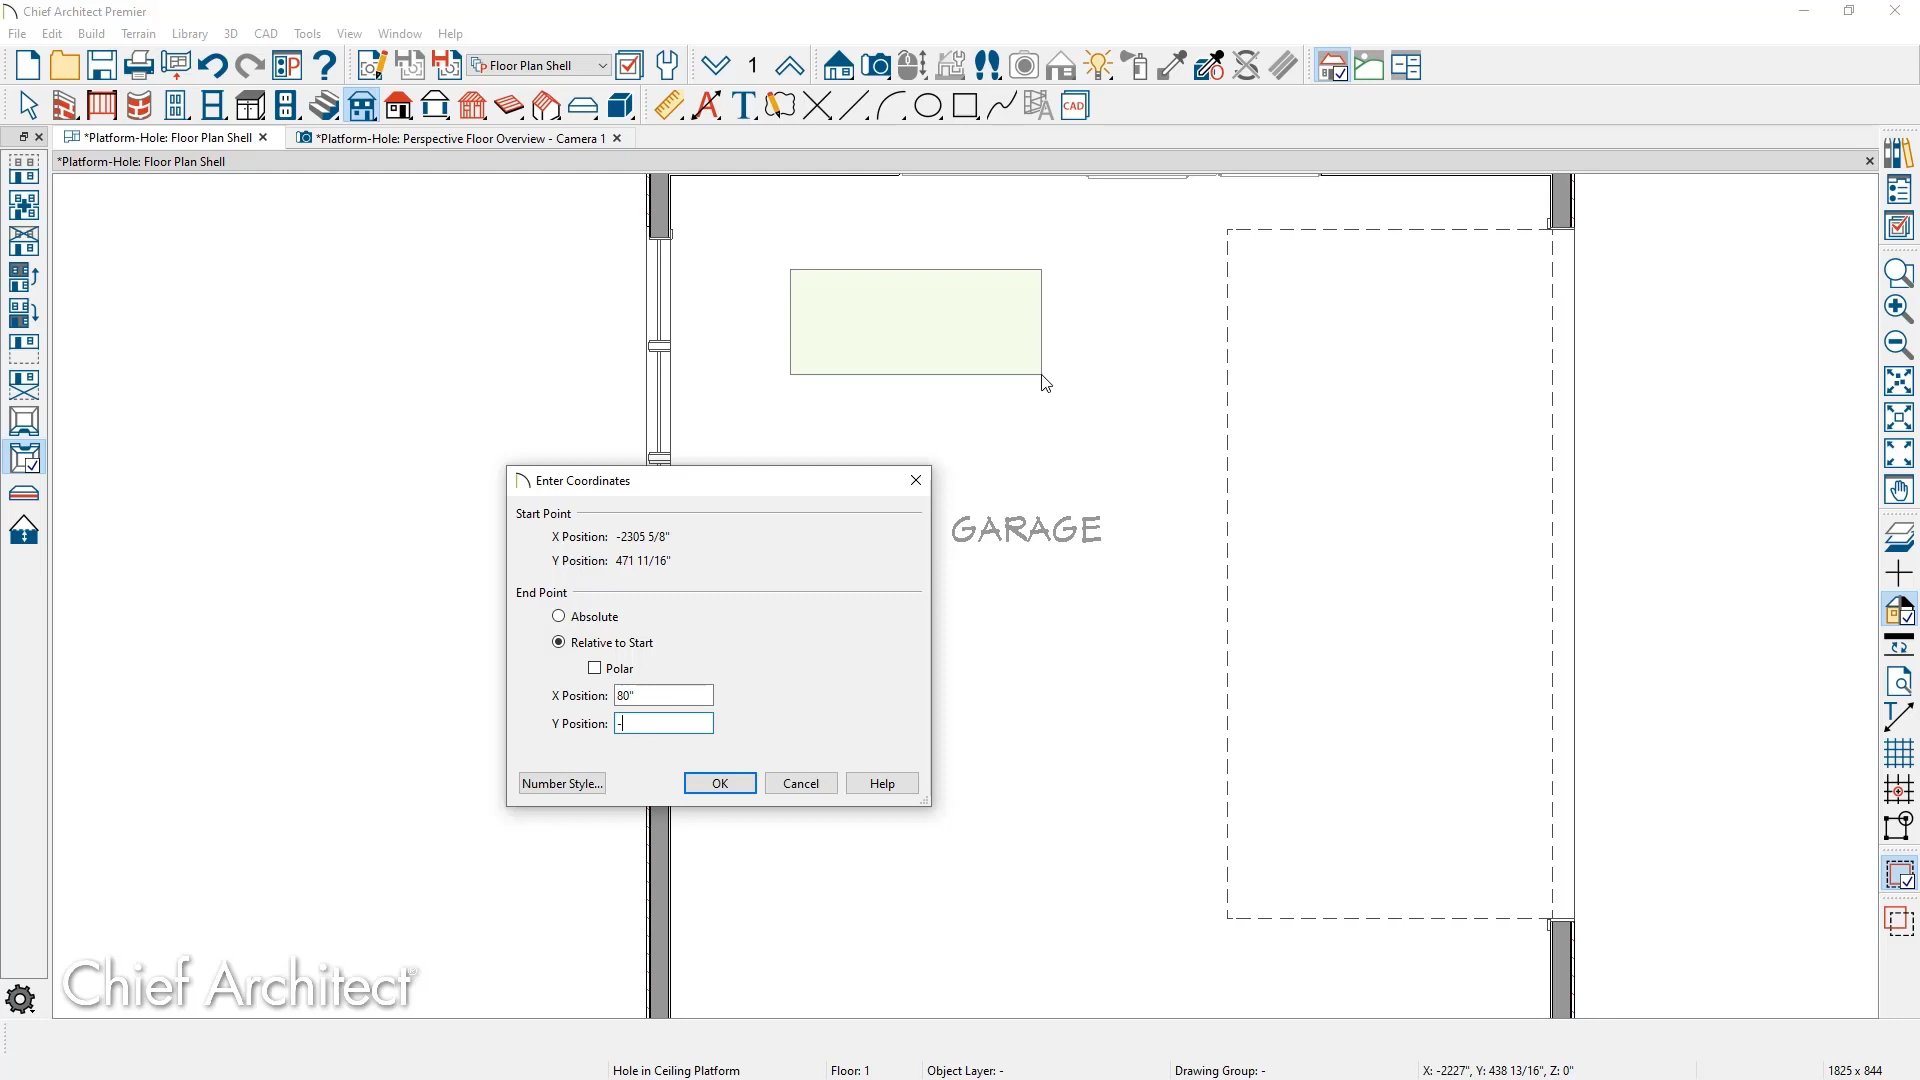 Chief Architect Premier
File Edit Build Terrain Library 3D CAD Tools View Window Help
Floor Plan Shell 1
CAD
*Platform-Hole: Floor Plan Shell *Platform-Hole: Perspective Floor Overview - Camera 1
*Platform-Hole: Floor Plan Shell
Enter Coordinates
Start Point
X Position: -2305 5/8"
Y Position: 471 11/16"
End Point
Absolute
Relative to Start
Polar
X Position: 80"
Y Position: -
Number Style... OK Cancel Help
GARAGE
Chief Architect®
Hole in Ceiling Platform Floor: 1 Object Layer: - Drawing Group: - X: -2227", Y: 438 13/16", Z: 0" 1825 x 844